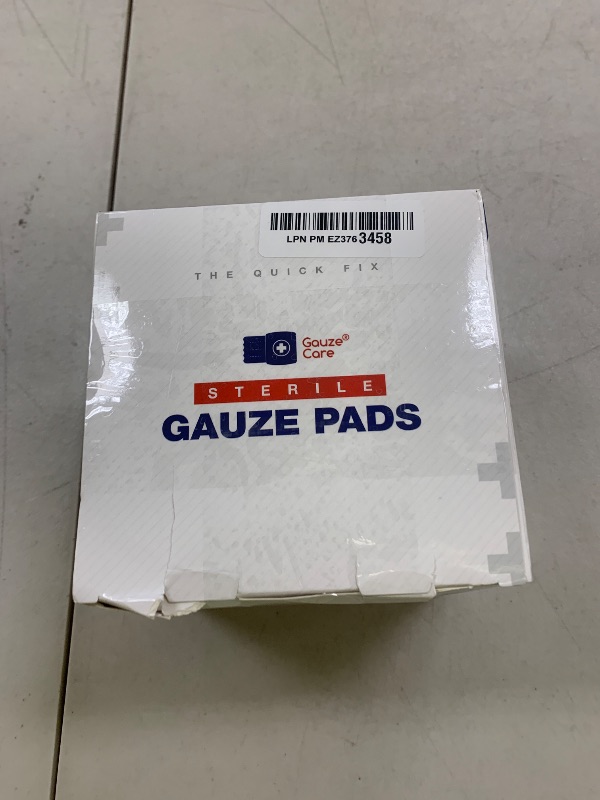 LPN PM EZ3763458
THE QUICK FIX
Gauze®
Care
STERILE
GAUZE PADS